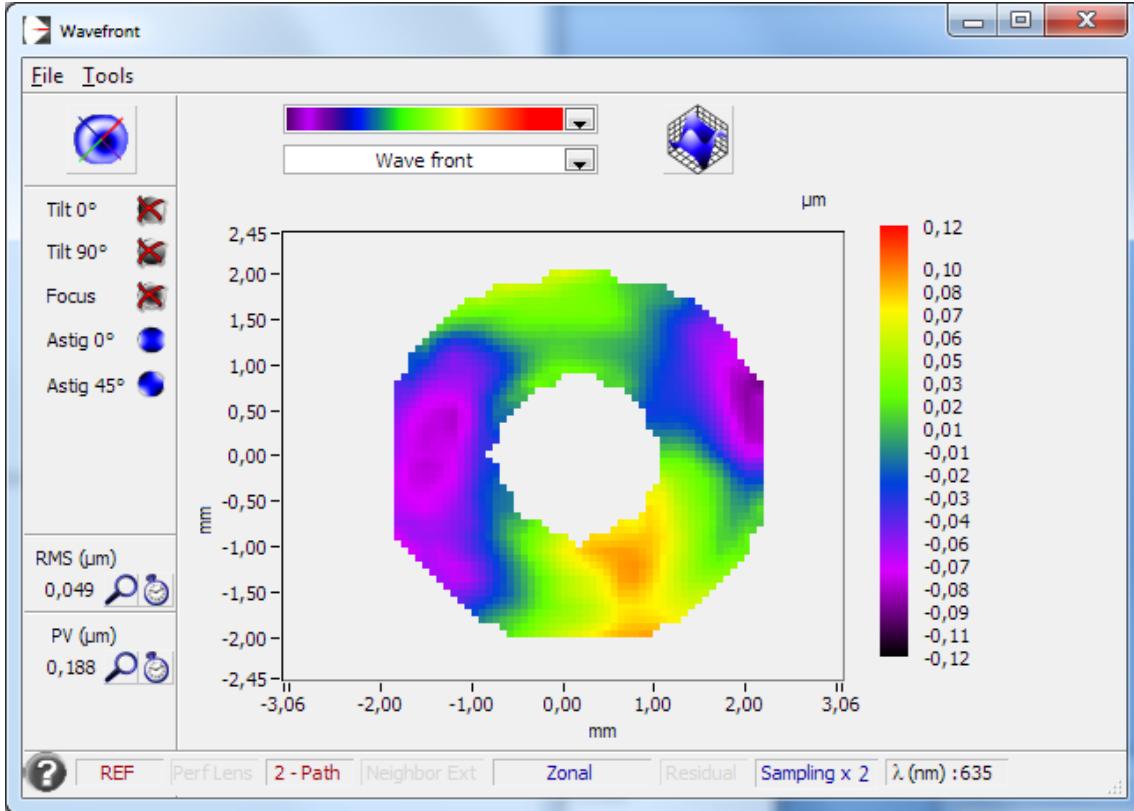 Wavefront
File Tools
Wave front
Tilt 0°
Tilt 90°
Focus
Astig 0°
Astig 45°
RMS (µm)
0,049
PV (µm)
0,188
µm
2,45
2,00
1,50
1,00
0,50
0,00
-0,50
-1,00
-1,50
-2,00
-2,45
mm
-3,06 -2,00 -1,00 0,00 1,00 2,00 3,06
mm
0,12
0,10
0,08
0,07
0,06
0,05
0,03
0,02
0,01
-0,01
-0,02
-0,03
-0,04
-0,06
-0,07
-0,08
-0,09
-0,11
-0,12
REF Perf Lens 2 - Path Neighbor Ext Zonal Residual Sampling x 2 λ (nm) :635